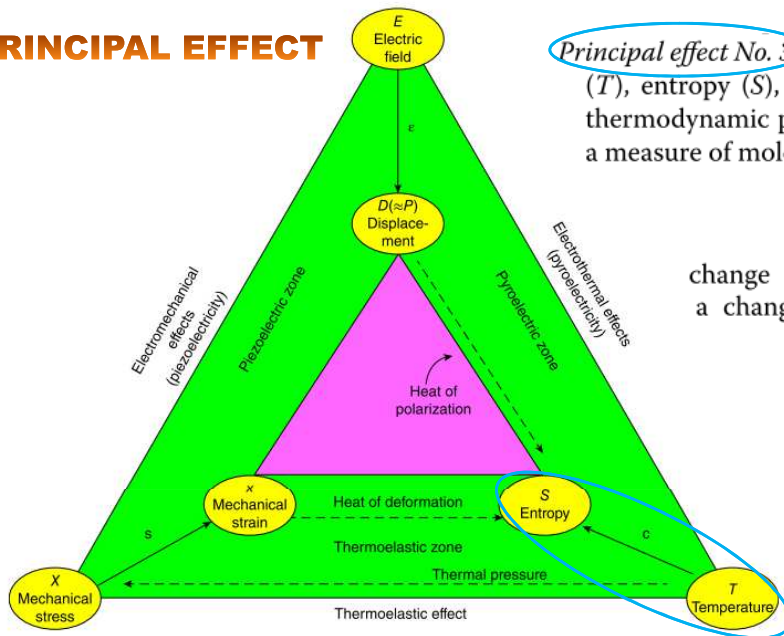 RINCIPAL EFFECT
Principal effect No. 3
(T), entropy (S),
thermodynamic p
a measure of mole
change
a chang
E
Electric
field
ε
D(≈P)
Displace-
ment
Electromechanical
effects
(piezoelectricity)
Piezoelectric zone
Pyroelectric zone
Electrothermal effects
(pyroelectricity)
Heat of
polarization
x
Mechanical
strain
Heat of deformation
S
Entropy
s
c
Thermoelastic zone
Thermal pressure
X
Mechanical
stress
T
Temperature
Thermoelastic effect